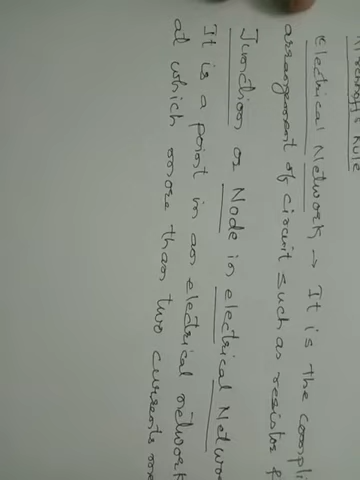 Rule
Electrical Network → It is the compli
arrangement of circuit such as resistor
Junction or Node in electrical Netwo
It is a point in an electrical network
at which more than two currents me